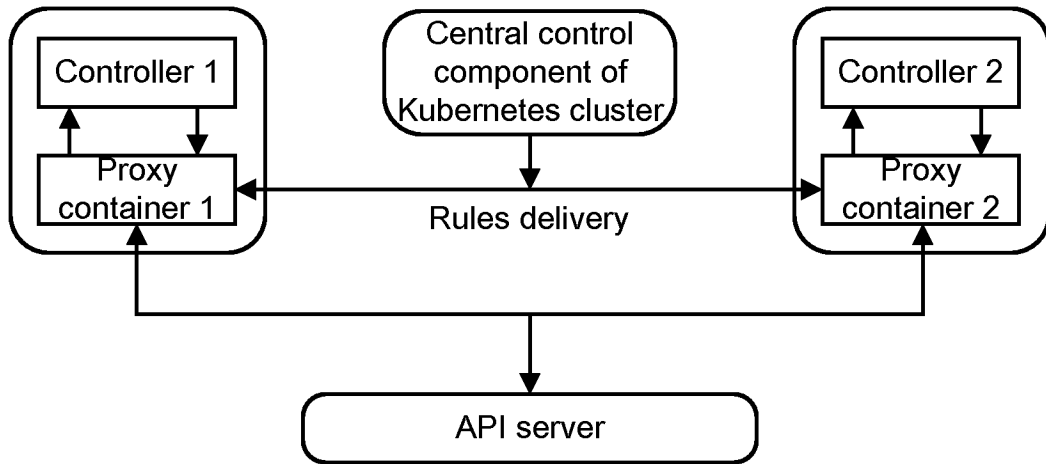 Controller 1
Proxy
container 1
Central control
component of
Kubernetes cluster
Rules delivery
Controller 2
Proxy
container 2
API server